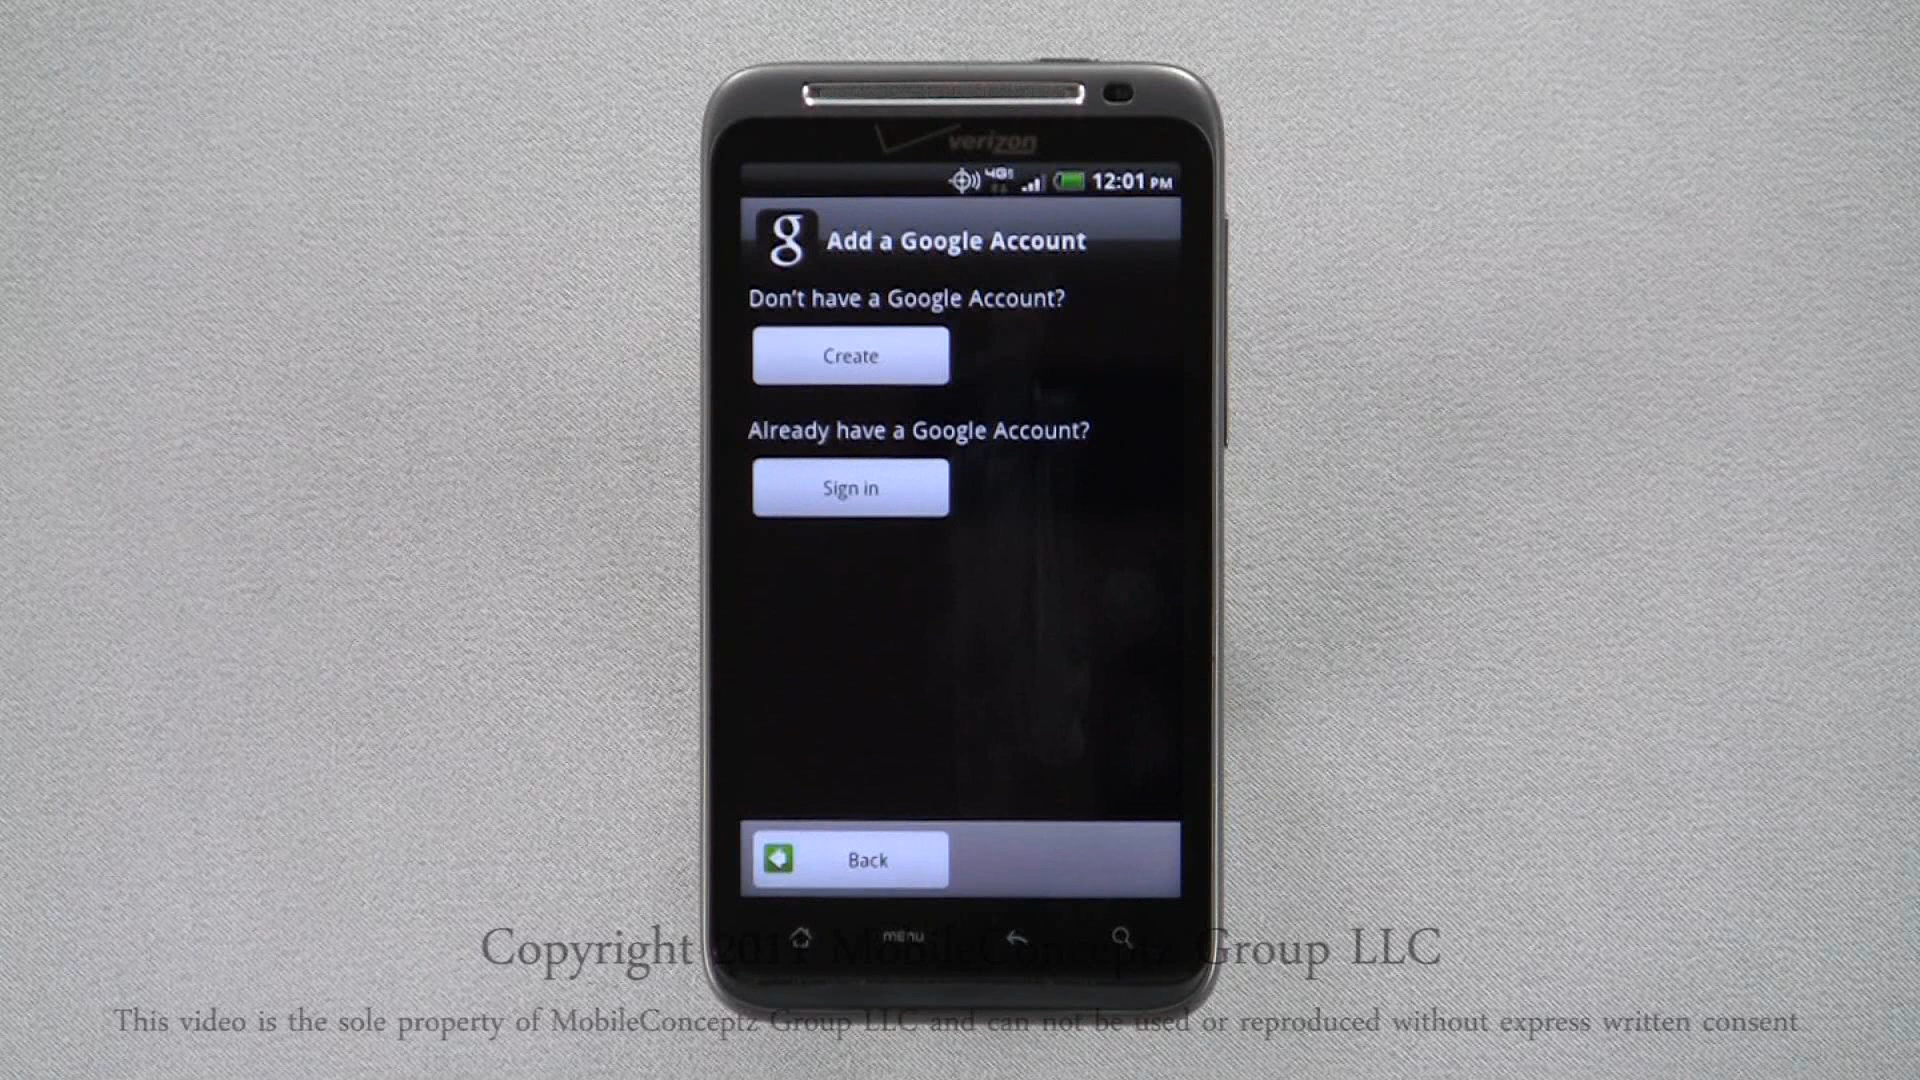 verizon
4G 12:01 PM
g Add a Google Account
Don't have a Google Account?
Create
Already have a Google Account?
Sign in
Back
menu
Copyright 2011 MobileConceptz Group LLC
This video is the sole property of MobileConceptz Group LLC and can not be used or reproduced without express written consent